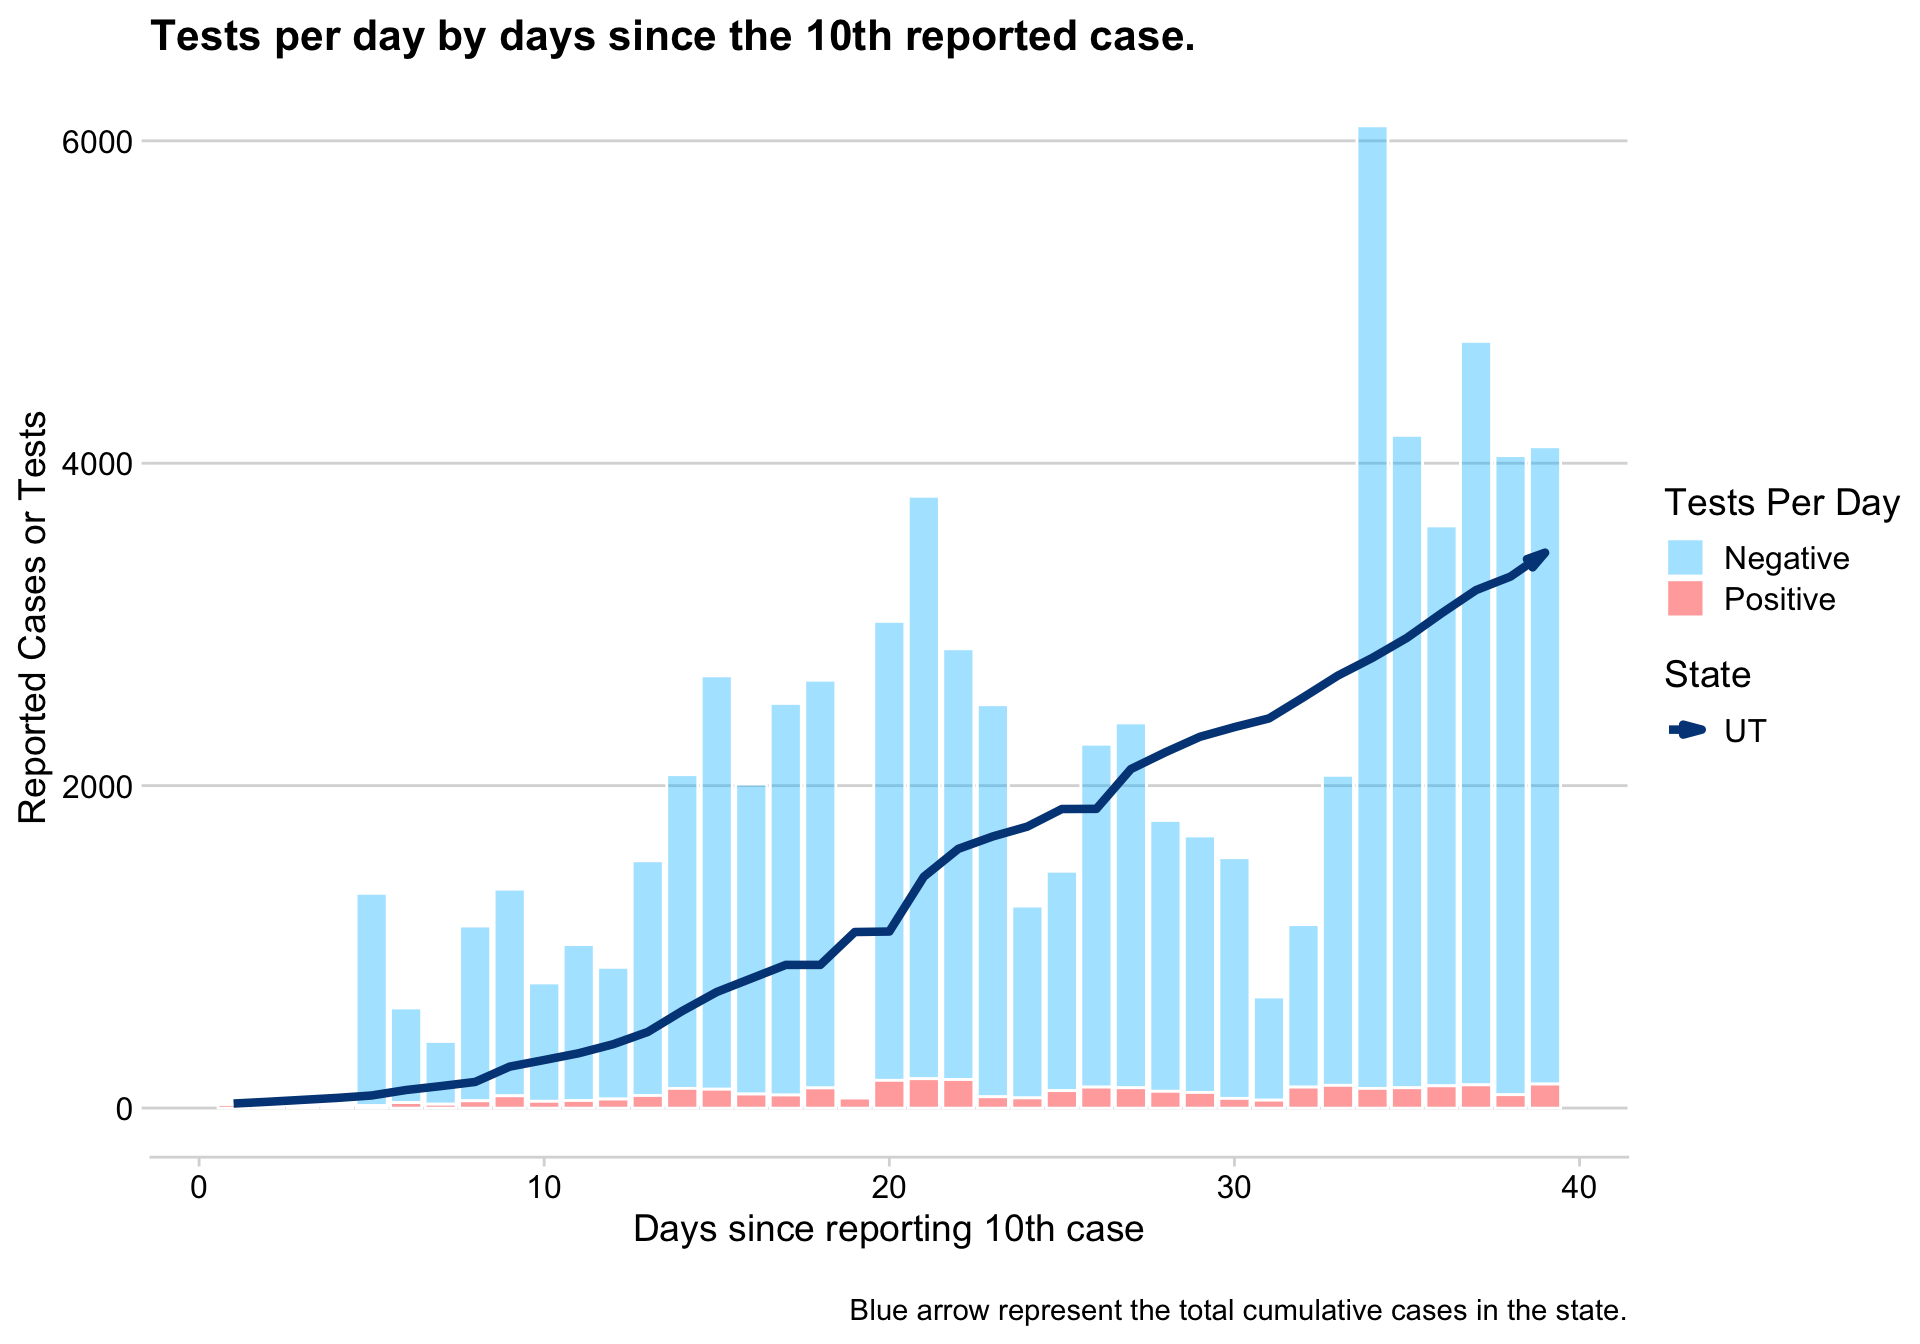 Tests per day by days since the 10th reported case.
6000
4000
2000
0
Reported Cases or Tests
0 10 20 30 40
Days since reporting 10th case
Tests Per Day
Negative
Positive
State
UT
Blue arrow represent the total cumulative cases in the state.